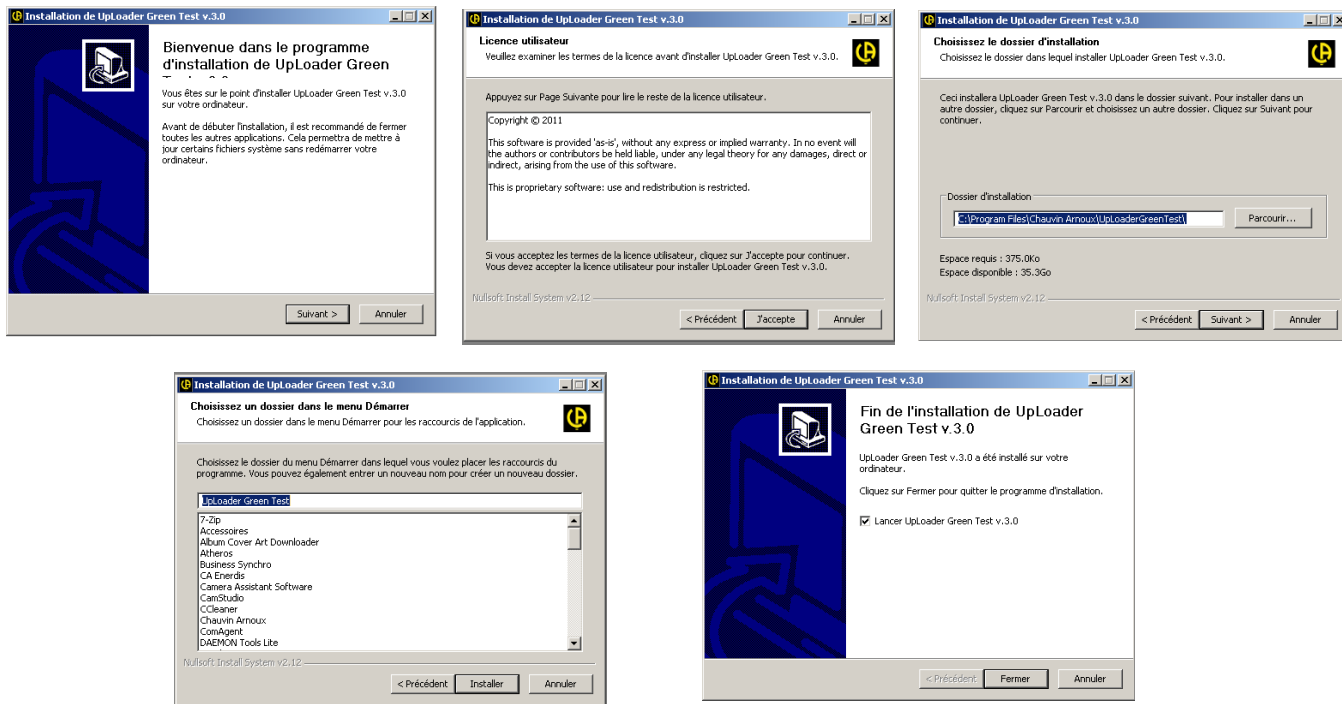 Installation de UpLoader Green Test v.3.0
Bienvenue dans le programme
d'installation de UpLoader Green
Vous êtes sur le point d'installer UpLoader Green Test v.3.0
sur votre ordinateur.
Avant de débuter l'installation, il est recommandé de fermer
toutes les autres applications. Cela permettra de mettre à
jour certains fichiers système sans redémarrer votre
ordinateur.
Suivant >
Annuler
Installation de UpLoader Green Test v.3.0
Licence utilisateur
Veuillez examiner les termes de la licence avant d'installer UpLoader Green Test v.3.0.
Appuyez sur Page Suivante pour lire le reste de la licence utilisateur.
Copyright © 2011
This software is provided 'as-is', without any express or implied warranty. In no event will
the authors or contributors be held liable, under any legal theory for any damages, direct or
indirect, arising from the use of this software.
This is proprietary software: use and redistribution is restricted.
Si vous acceptez les termes de la licence utilisateur, cliquez sur J'accepte pour continuer.
Vous devez accepter la licence utilisateur pour installer UpLoader Green Test v.3.0.
Nullsoft Install System v2.12
< Précédent
J'accepte
Annuler
Installation de UpLoader Green Test v.3.0
Choisissez le dossier d'installation
Choisissez le dossier dans lequel installer UpLoader Green Test v.3.0.
Ceci installera UpLoader Green Test v.3.0 dans le dossier suivant. Pour installer dans un
autre dossier, cliquez sur Parcourir et choisissez un autre dossier. Cliquez sur Suivant pour
continuer.
Dossier d'installation
C:\Program Files\Chauvin Arnoux\UpLoaderGreenTest\
Parcourir...
Espace requis : 375.0Ko
Espace disponible : 35.3Go
Nullsoft Install System v2.12
< Précédent
Suivant >
Annuler
Installation de UpLoader Green Test v.3.0
Choisissez un dossier dans le menu Démarrer
Choisissez un dossier dans le menu Démarrer pour les raccourcis de l'application.
Choisissez le dossier du menu Démarrer dans lequel vous voulez placer les raccourcis du
programme. Vous pouvez également entrer un nouveau nom pour créer un nouveau dossier.
UpLoader Green Test
7-Zip
Accessoires
Album Cover Art Downloader
Atheros
Business Synchro
CA Enerdis
Camera Assistant Software
CamStudio
CCleaner
Chauvin Arnoux
ComAgent
DAEMON Tools Lite
Nullsoft Install System v2.12
< Précédent
Installer
Annuler
Installation de UpLoader Green Test v.3.0
Fin de l'installation de UpLoader
Green Test v.3.0
UpLoader Green Test v.3.0 a été installé sur votre
ordinateur.
Cliquez sur Fermer pour quitter le programme d'installation.
Lancer UpLoader Green Test v.3.0
< Précédent
Fermer
Annuler